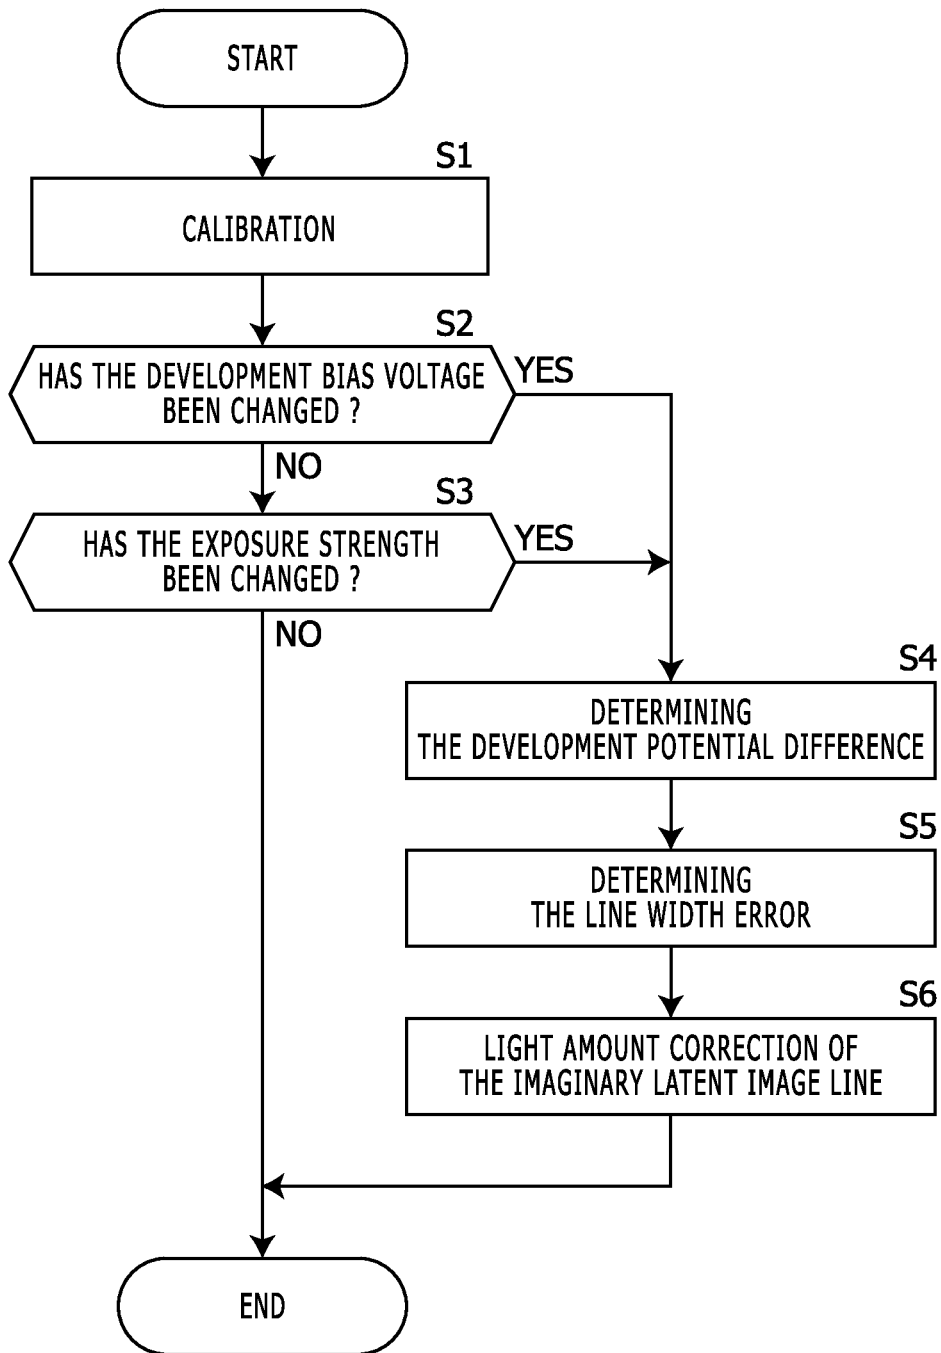 START
S1
CALIBRATION
S2
HAS THE DEVELOPMENT BIAS VOLTAGE
BEEN CHANGED ?
YES
NO
S3
HAS THE EXPOSURE STRENGTH
BEEN CHANGED ?
YES
NO
S4
DETERMINING
THE DEVELOPMENT POTENTIAL DIFFERENCE
S5
DETERMINING
THE LINE WIDTH ERROR
S6
LIGHT AMOUNT CORRECTION OF
THE IMAGINARY LATENT IMAGE LINE
END